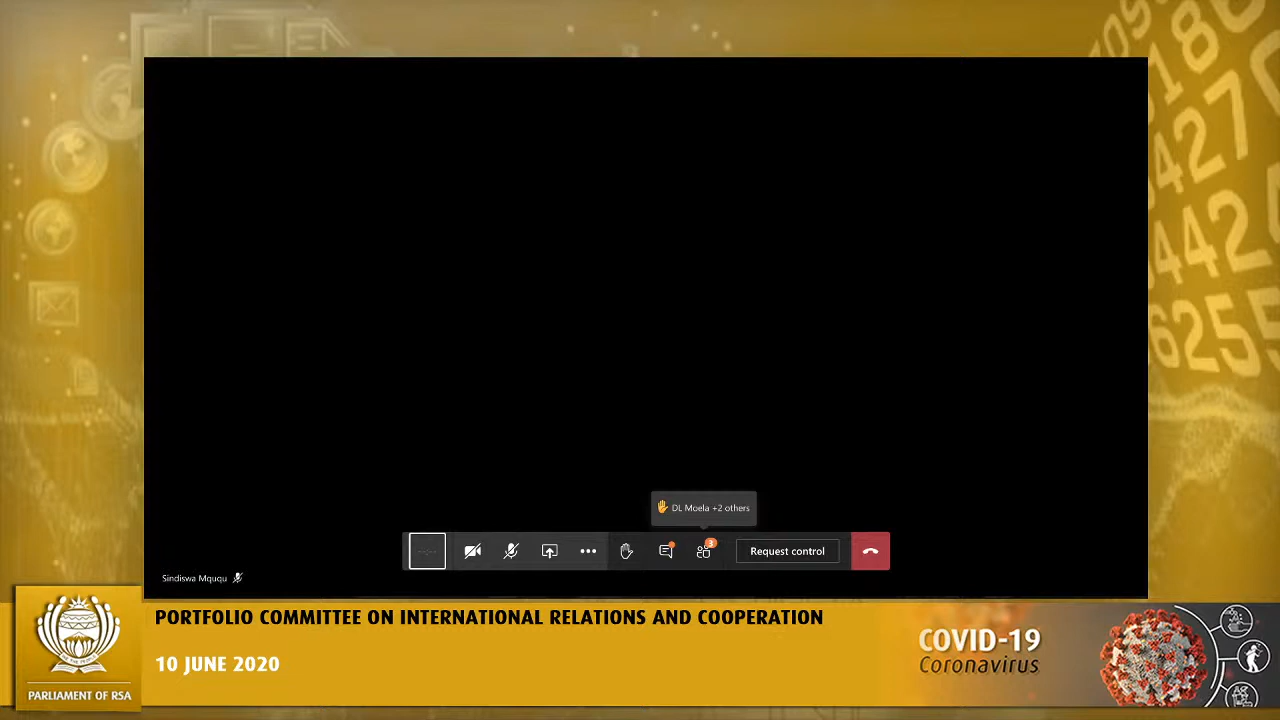 DL Moela +2 others
3
Request control
Sindiswa Mququ
PORTFOLIO COMMITTEE ON INTERNATIONAL RELATIONS AND COOPERATION
10 JUNE 2020
PARLIAMENT OF RSA
COVID-19
Coronavirus